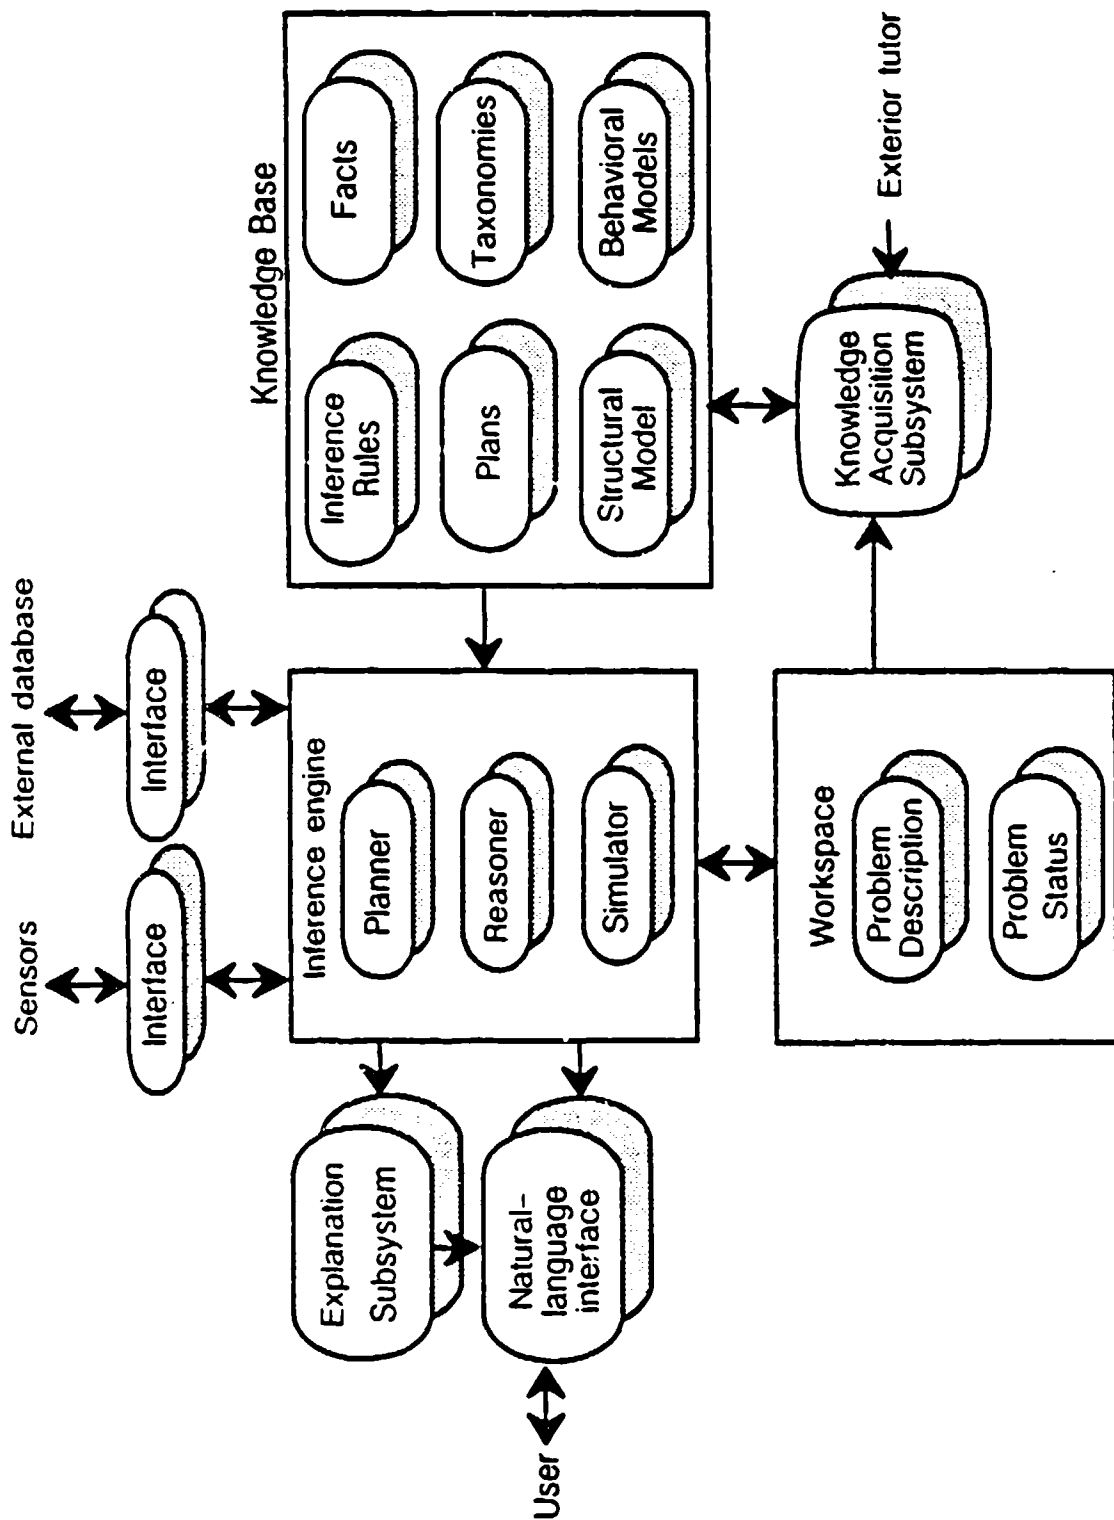 Sensors
External database
Interface
Interface
Knowledge Base
Inference
Rules
Facts
Plans
Taxonomies
Structural
Model
Behavioral
Models
Inference engine
Planner
Reasoner
Simulator
Explanation
Subsystem
Natural-
language
interface
User
Workspace
Problem
Description
Problem
Status
Knowledge
Acquisition
Subsystem
Exterior tutor